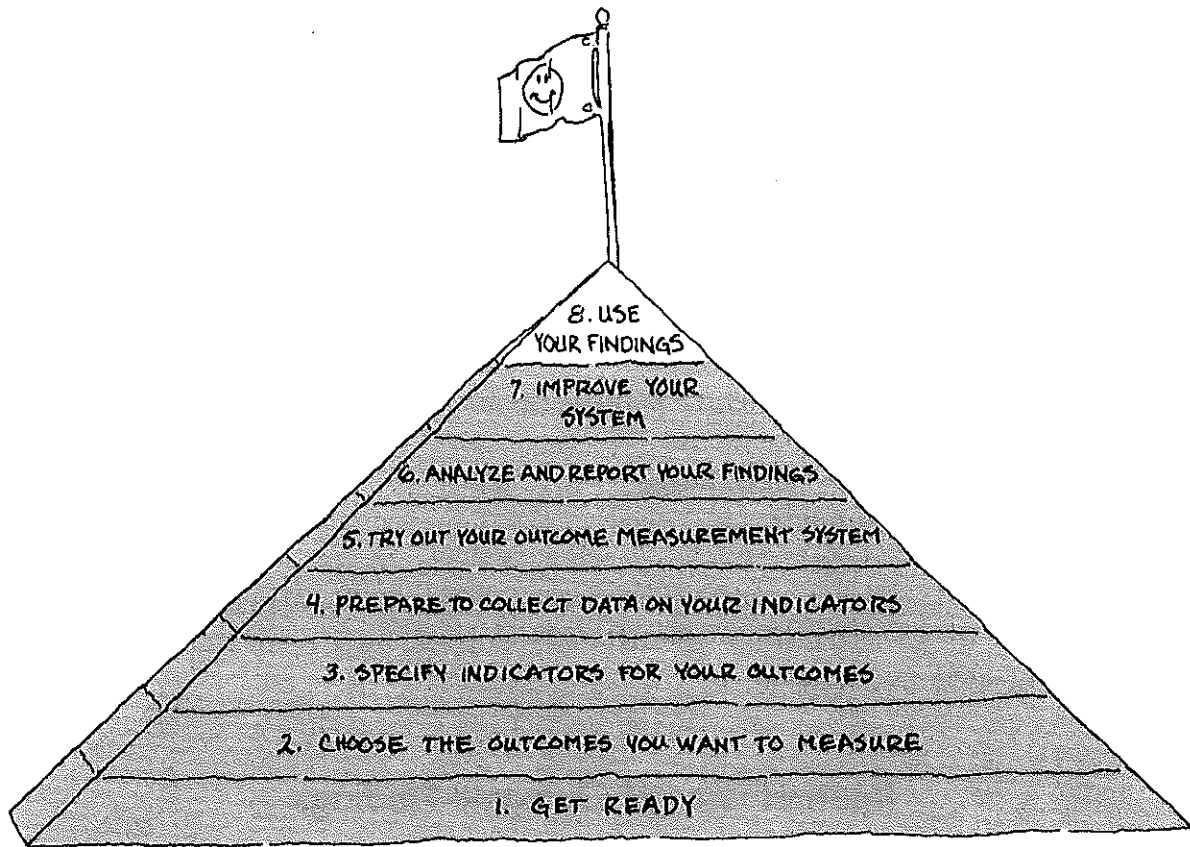 8. USE
YOUR FINDINGS
7. IMPROVE YOUR
SYSTEM
6. ANALYZE AND REPORT YOUR FINDINGS
5. TRY OUT YOUR OUTCOME MEASUREMENT SYSTEM
4. PREPARE TO COLLECT DATA ON YOUR INDICATORS
3. SPECIFY INDICATORS FOR YOUR OUTCOMES
2. CHOOSE THE OUTCOMES YOU WANT TO MEASURE
1. GET READY